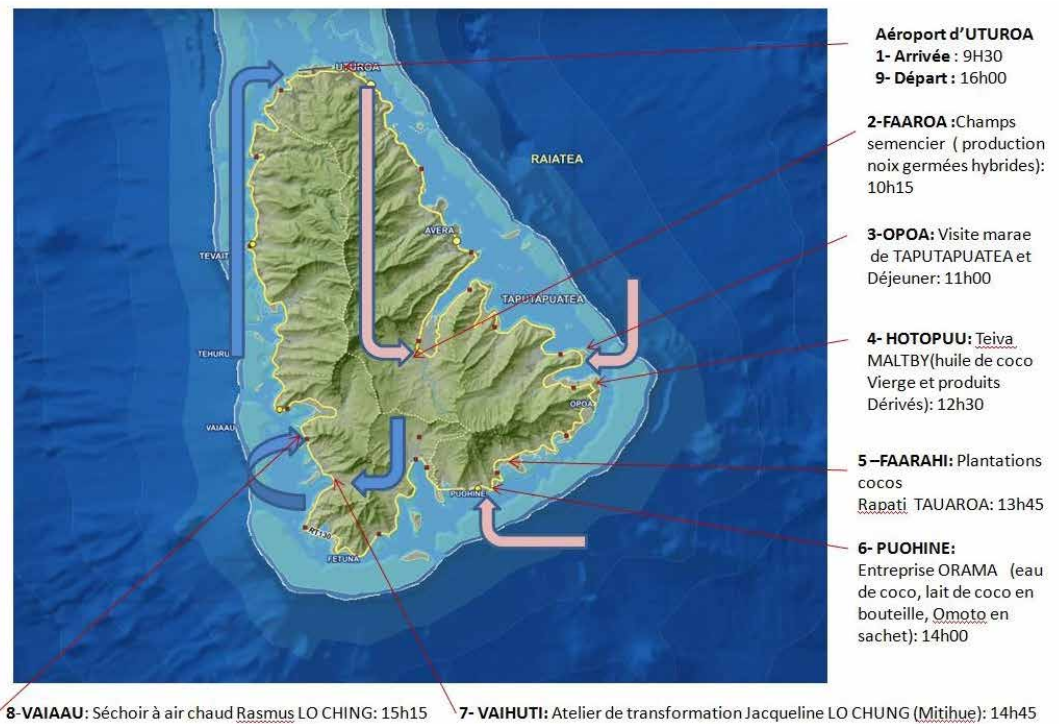 Aéroport d'UTUROA
1- Arrivée : 9H30
9- Départ : 16h00
2-FAAROA :Champs
semencier ( production
noix germées hybrides):
10h15
3-OPOA: Visite marae
de TAPUTAPUATEA et
Déjeuner: 11h00
4- HOTOPUU: Teiva
MALTBY(huile de coco
Vierge et produits
Dérivés): 12h30
5 –FAARAHI: Plantations
cocos
Rapati TAUAROA: 13h45
6- PUOHINE:
Entreprise ORAMA (eau
de coco, lait de coco en
bouteille, Omoto en
sachet): 14h00
UTUROA
RAIATEA
AVERA
TEVAIT
TAPUTAPUATEA
TEHURU
OPOA
VAIAAU
PUOHINE
FETUNA
8-VAIAAU: Séchoir à air chaud Rasmus LO CHING: 15h15
7- VAIHUTI: Atelier de transformation Jacqueline LO CHUNG (Mitihue): 14h45